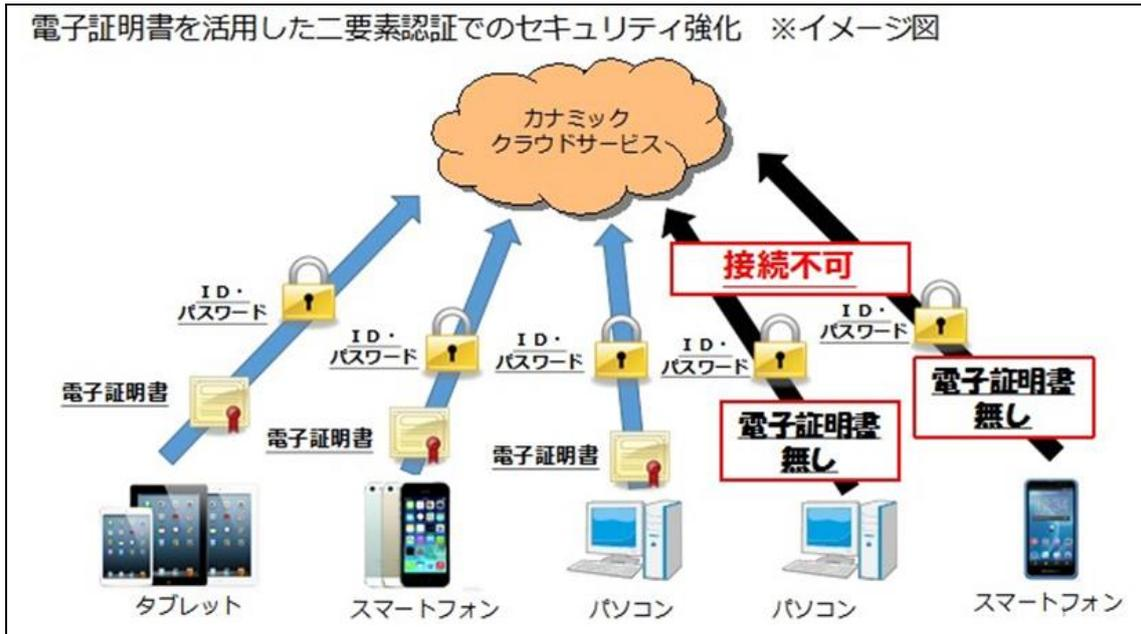 電子証明書を活用した二要素認証でのセキュリティ強化　※イメージ図
カナミック
クラウドサービス
接続不可
ＩＤ・
パスワード
ＩＤ・
パスワード
ＩＤ・
パスワード
ＩＤ・
パスワード
ＩＤ・
パスワード
電子証明書
電子証明書
電子証明書
電子証明書
無し
電子証明書
無し
タブレット
スマートフォン
パソコン
パソコン
スマートフォン